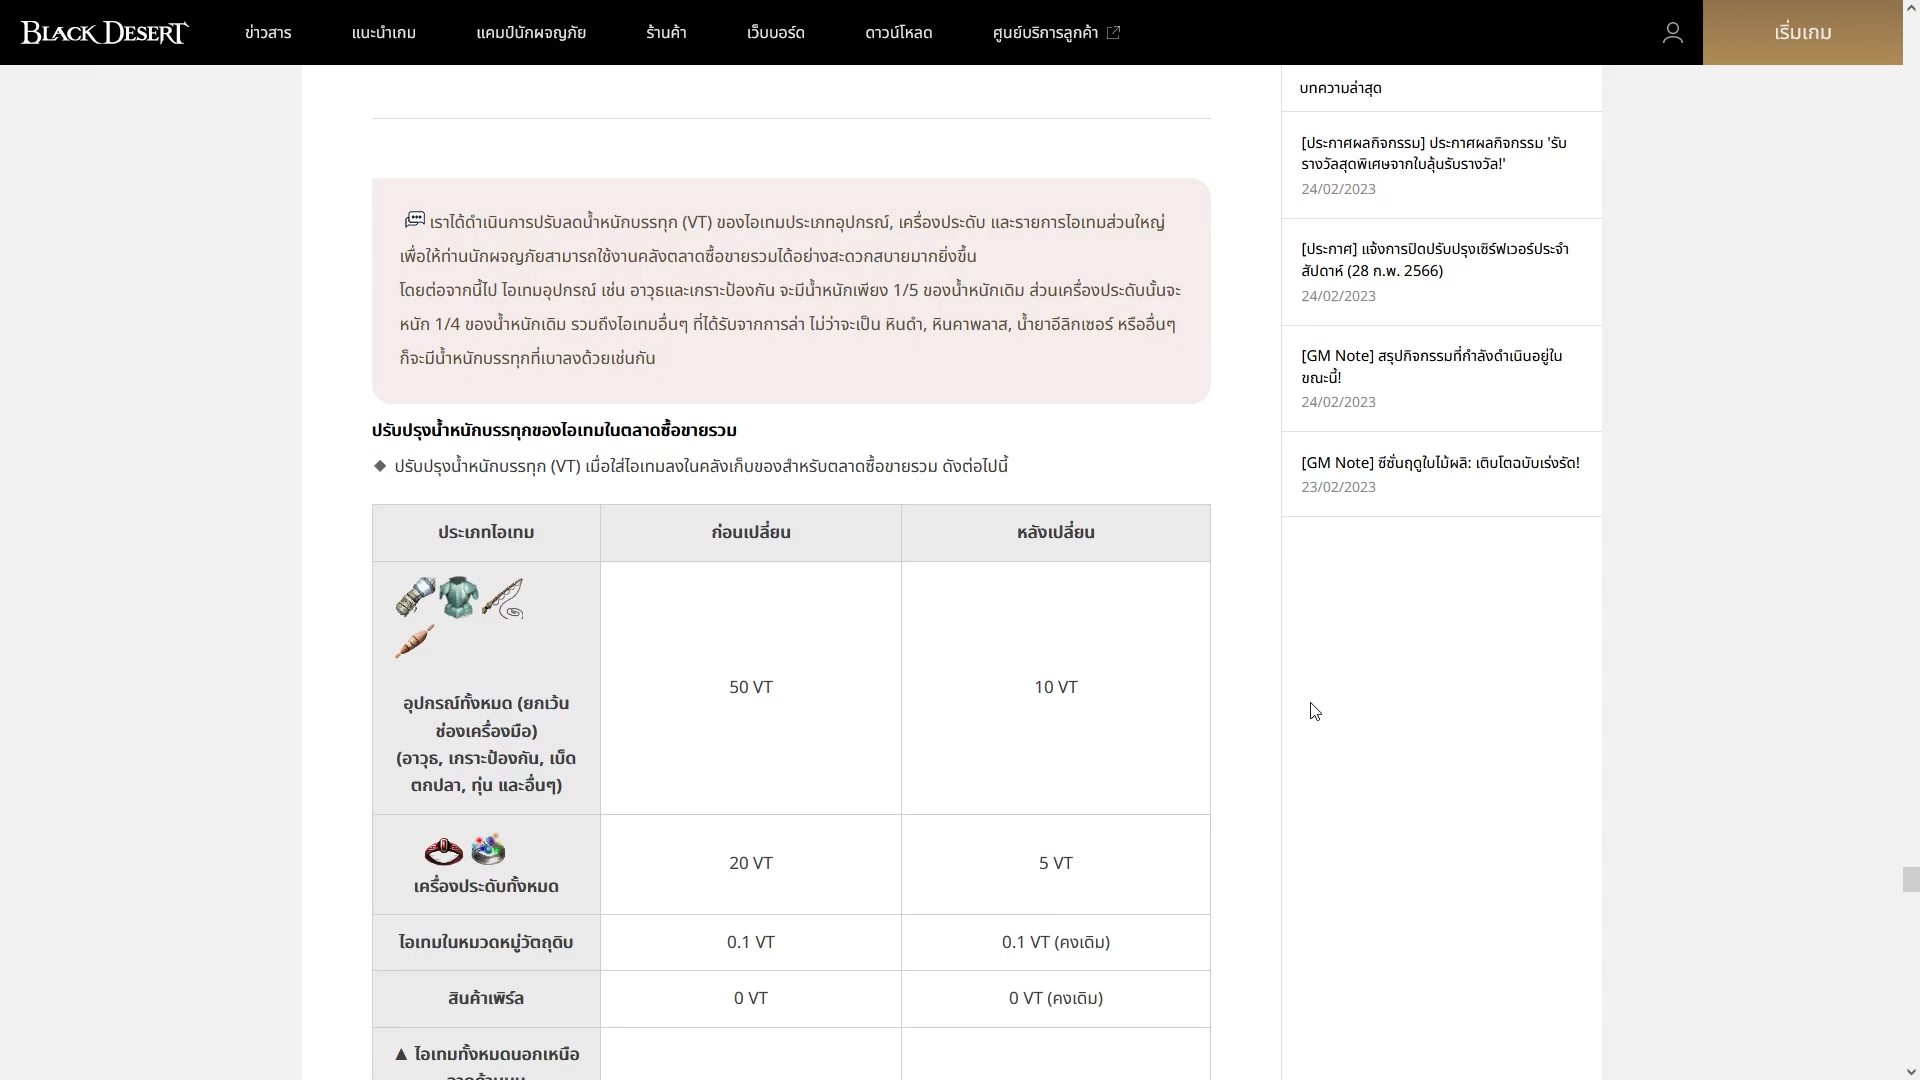 BLACK DESERT
ข่าวสาร
แนะนำเกม
แคมป์นักผจญภัย
ร้านค้า
เว็บบอร์ด
ดาวน์โหลด
ศูนย์บริการลูกค้า
เริ่มเกม
เราได้ดำเนินการปรับลดน้ำหนักบรรทุก (VT) ของไอเทมประเภทอุปกรณ์, เครื่องประดับ และรายการไอเทมส่วนใหญ่
เพื่อให้ท่านนักผจญภัยสามารถใช้งานคลังตลาดซื้อขายรวมได้อย่างสะดวกสบายมากยิ่งขึ้น
โดยต่อจากนี้ไป ไอเทมอุปกรณ์ เช่น อาวุธและเกราะป้องกัน จะมีน้ำหนักเพียง 1/5 ของน้ำหนักเดิม ส่วนเครื่องประดับนั้นจะ
หนัก 1/4 ของน้ำหนักเดิม รวมถึงไอเทมอื่นๆ ที่ได้รับจากการล่า ไม่ว่าจะเป็น หินดำ, หินคาพลาส, น้ำยาอีลิกเซอร์ หรืออื่นๆ
ก็จะมีน้ำหนักบรรทุกที่เบาลงด้วยเช่นกัน
ปรับปรุงน้ำหนักบรรทุกของไอเทมในตลาดซื้อขายรวม
◆ ปรับปรุงน้ำหนักบรรทุก (VT) เมื่อใส่ไอเทมลงในคลังเก็บของสำหรับตลาดซื้อขายรวม ดังต่อไปนี้
ประเภทไอเทม
ก่อนเปลี่ยน
หลังเปลี่ยน
อุปกรณ์ทั้งหมด (ยกเว้น
ช่องเครื่องมือ)
(อาวุธ, เกราะป้องกัน, เบ็ด
ตกปลา, ทุ่น และอื่นๆ)
50 VT
10 VT
เครื่องประดับทั้งหมด
20 VT
5 VT
ไอเทมในหมวดหมู่วัตถุดิบ
0.1 VT
0.1 VT (คงเดิม)
สินค้าเพิร์ล
0 VT
0 VT (คงเดิม)
▲ ไอเทมทั้งหมดนอกเหนือ
บทความล่าสุด
[ประกาศผลกิจกรรม] ประกาศผลกิจกรรม 'รับ
รางวัลสุดพิเศษจากใบลุ้นรับรางวัล!'
24/02/2023
[ประกาศ] แจ้งการปิดปรับปรุงเซิร์ฟเวอร์ประจำ
สัปดาห์ (28 ก.พ. 2566)
24/02/2023
[GM Note] สรุปกิจกรรมที่กำลังดำเนินอยู่ใน
ขณะนี้!
24/02/2023
[GM Note] ซีซั่นฤดูใบไม้ผลิ: เติบโตฉบับเร่งรัด!
23/02/2023